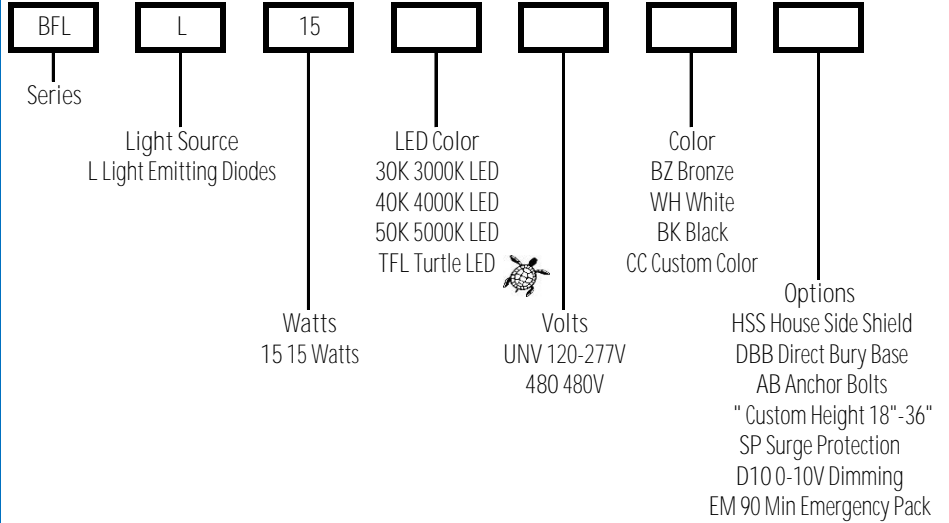 BFL
L
15
Series
Light Source
L Light Emitting Diodes
Watts
15 15 Watts
LED Color
30K 3000K LED
40K 4000K LED
50K 5000K LED
TFL Turtle LED
Volts
UNV 120-277V
480 480V
Color
BZ Bronze
WH White
BK Black
CC Custom Color
Options
HSS House Side Shield
DBB Direct Bury Base
AB Anchor Bolts
" Custom Height 18"-36"
SP Surge Protection
D10 0-10V Dimming
EM 90 Min Emergency Pack